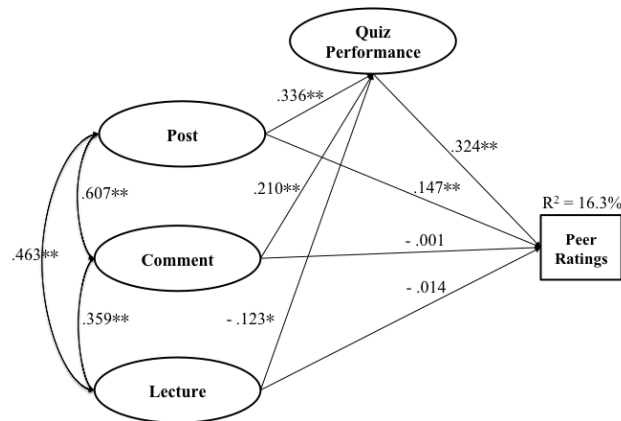 Quiz
Performance
.336**
Post
.324**
.147**
.210**
R² = 16.3%
.607**
.463**
Comment
- .001
Peer
Ratings
- .014
.359**
- .123*
Lecture